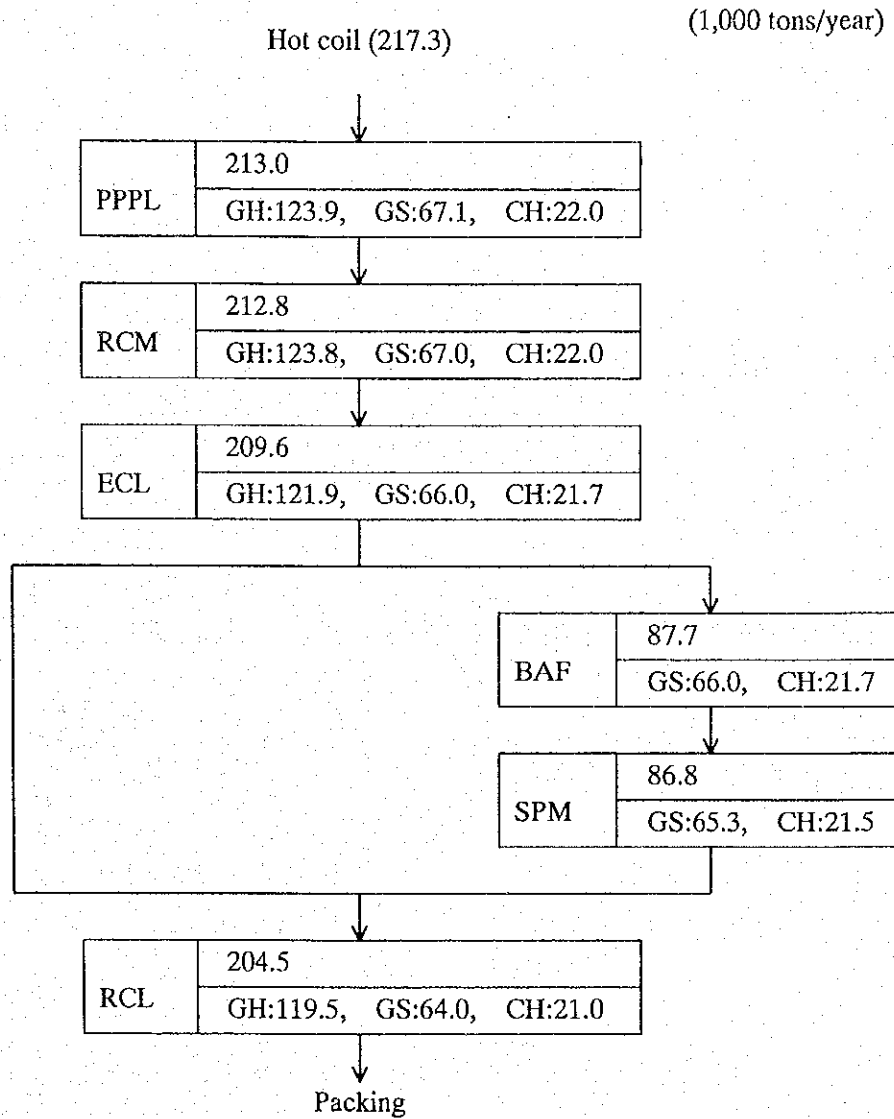 (1,000 tons/year)
Hot coil (217.3)
PPPL
213.0
GH:123.9, GS:67.1, CH:22.0
RCM
212.8
GH:123.8, GS:67.0, CH:22.0
ECL
209.6
GH:121.9, GS:66.0, CH:21.7
BAF
87.7
GS:66.0, CH:21.7
SPM
86.8
GS:65.3, CH:21.5
RCL
204.5
GH:119.5, GS:64.0, CH:21.0
Packing